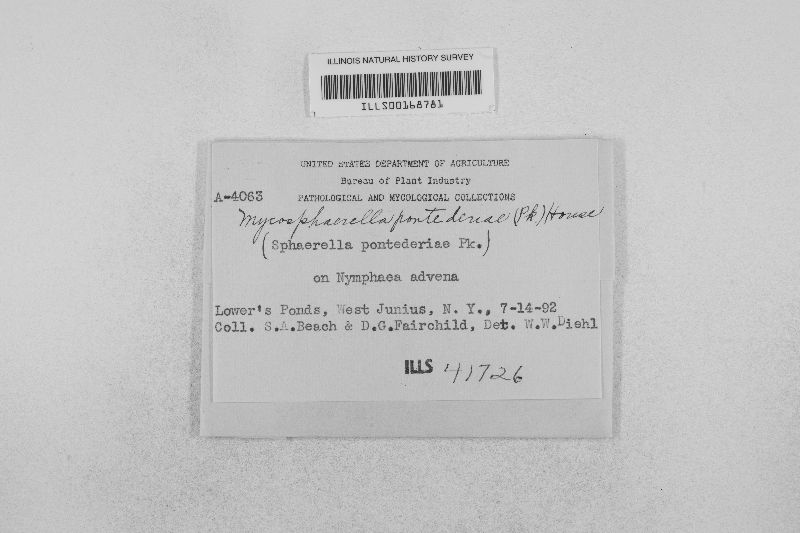 ILLINOIS NATURAL HISTORY SURVEY
ILLS00168781
UNITED STATES DEPARTMENT OF AGRICULTURE
Bureau of Plant Industry
A-4063 PATHOLOGICAL AND MYCOLOGICAL COLLECTIONS
Mycosphaerella pontederiae (Pk) House
(Sphaerella pontederiae Pk.)
on Nymphaea advena
Lower's Ponds, West Junius, N. Y., 7-14-92
Coll. S.A.Beach & D.G.Fairchild, Det. W.W.Diehl
ILLS 41726